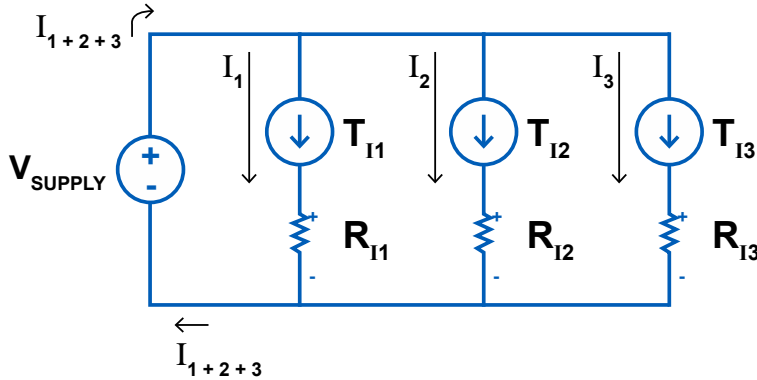 I1 + 2 + 3
I1
I2
I3
+
-
VSUPPLY
TI1
TI2
TI3
+
RI1
-
+
RI2
-
+
RI3
-
I1 + 2 + 3